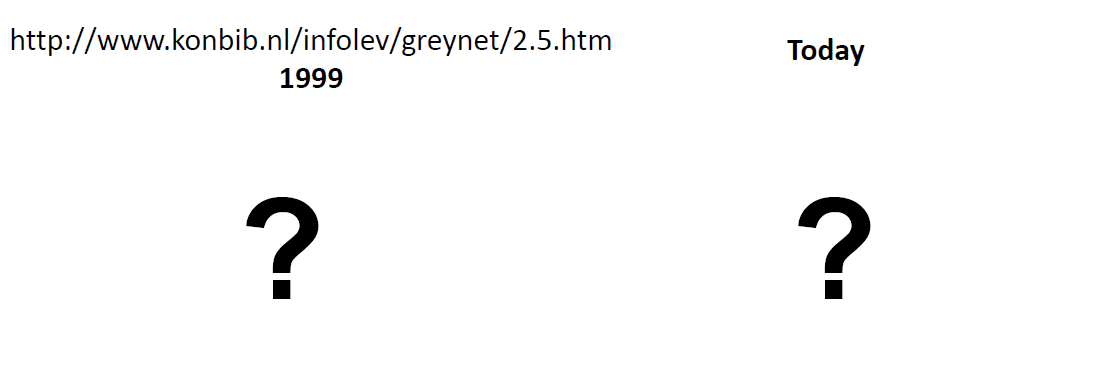 http://www.konbib.nl/infolev/greynet/2.5.htm
1999
Today
? ?